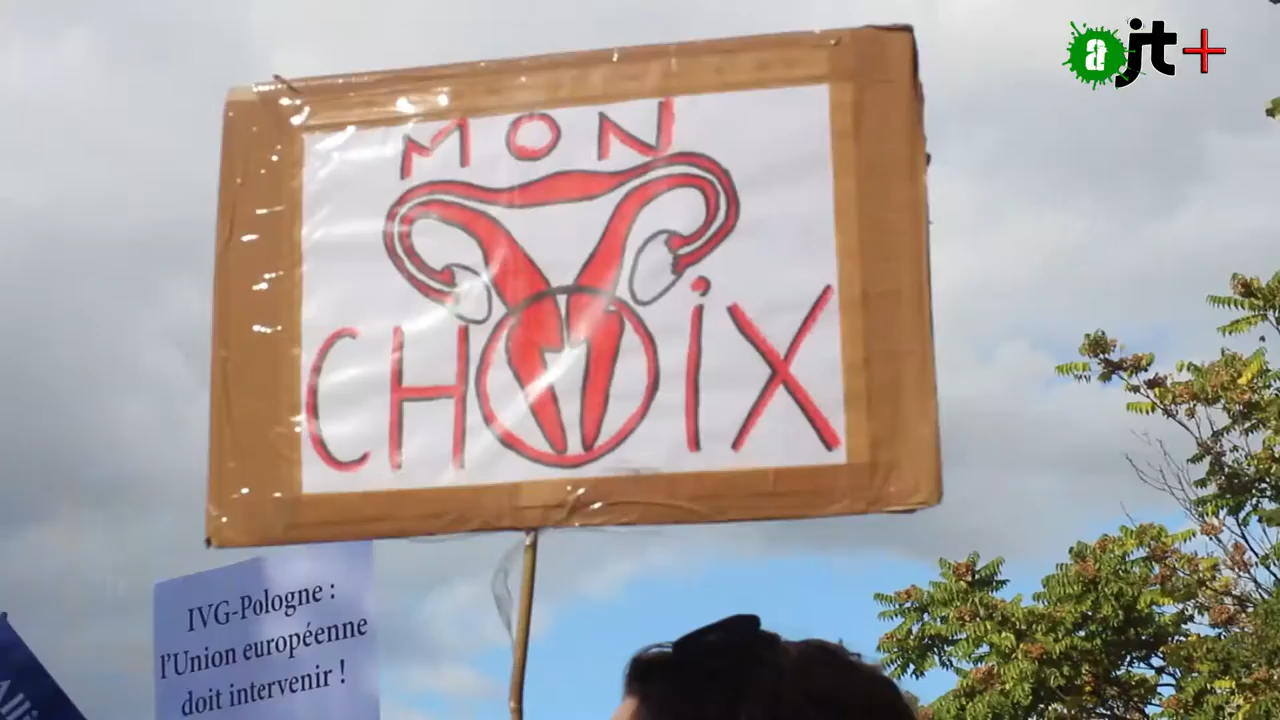 ajt+
MON
CHOiX
IVG-Pologne :
l'Union européenne
doit intervenir !